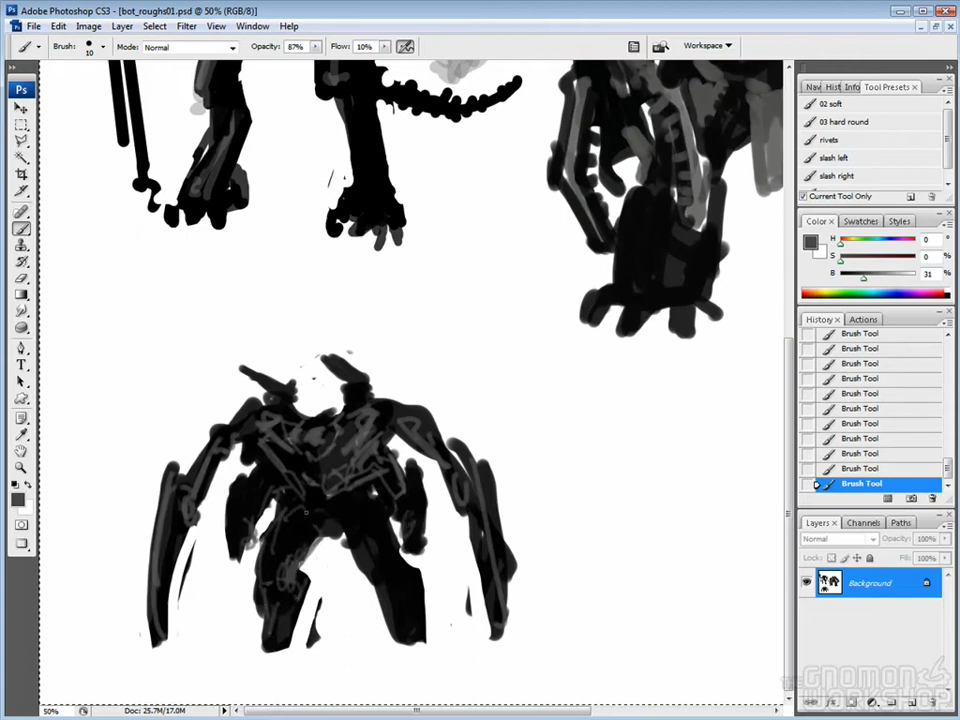 Adobe Photoshop CS3 - [bot_roughs01.psd @ 50% (RGB/8)]
File Edit Image Layer Select Filter View Window Help
Brush: 10 Mode: Normal Opacity: 87% Flow: 10% Workspace
Ps
Nav Hist Info Tool Presets
02 soft
03 hard round
rivets
slash left
slash right
Current Tool Only
Color Swatches Styles
H 0 °
S 0 %
B 31 %
History Actions
Brush Tool
Brush Tool
Brush Tool
Brush Tool
Brush Tool
Brush Tool
Brush Tool
Brush Tool
Brush Tool
Brush Tool
Brush Tool
Layers Channels Paths
Normal Opacity: 100%
Lock: Fill: 100%
Background
the GNOMON WORKSHOP
50% Doc: 25.7M/17.0M